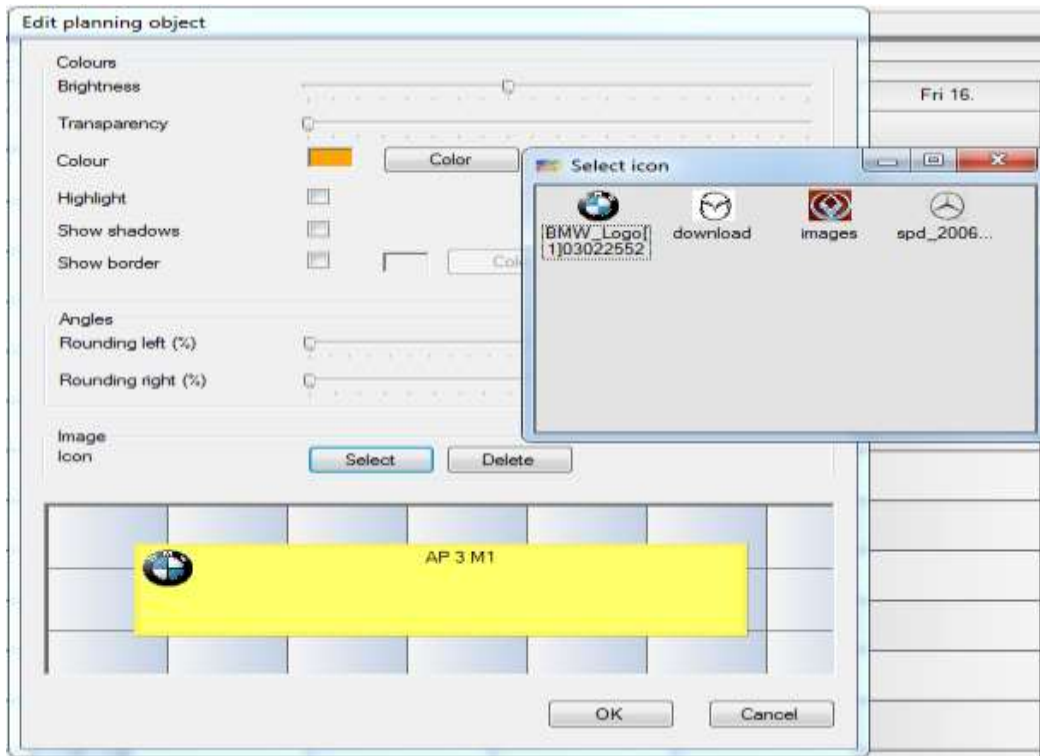 Edit planning object
Colours
Brightness
Fri 16.
Transparency
Colour
Color
Select icon
Highlight
[BMW_Logo[
1]03022552
download
images
spd_2006...
Show shadows
Show border
Angles
Rounding left (%)
Rounding right (%)
Image
Icon
Select
Delete
AP 3 M1
OK
Cancel